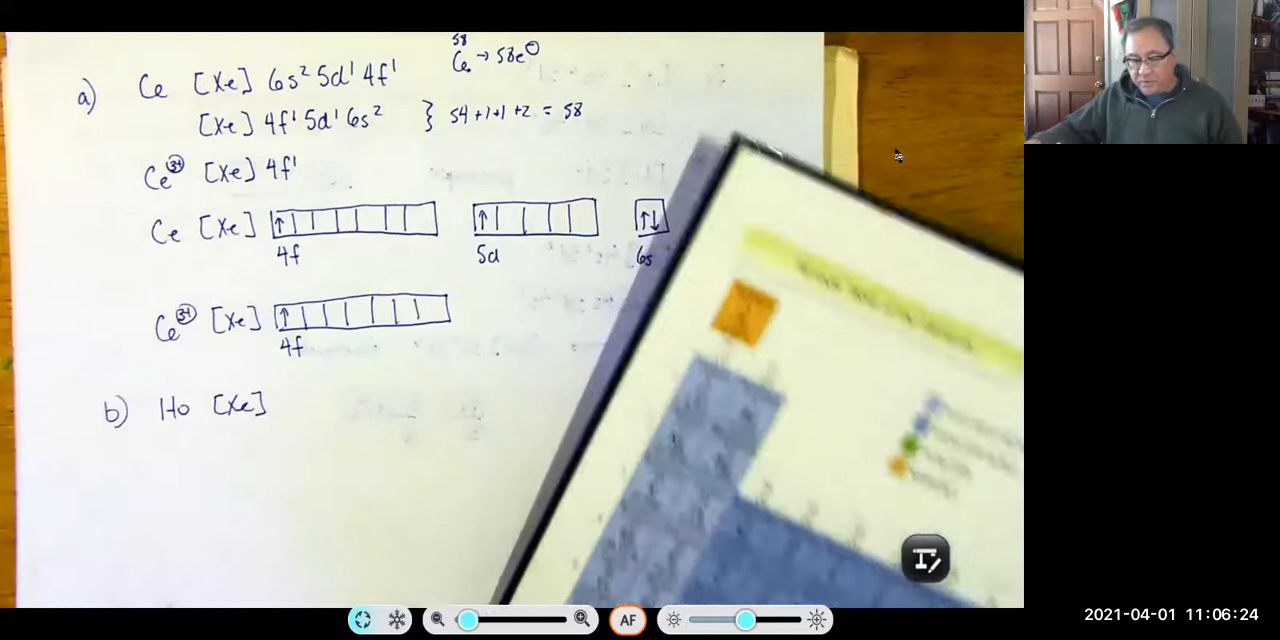 58
a) Ce [Xe] 6s² 5d¹ 4f¹ Ce → 58e⊖
[Xe] 4f¹ 5d¹ 6s² } 54+1+1+2 = 58
Ce³⁺ [Xe] 4f¹
Ce [Xe] ↑ ↑ ↑↓
4f 5d 6s
Ce³⁺ [Xe] ↑
4f
b) Ho [Xe]
AF
2021-04-01 11:06:24